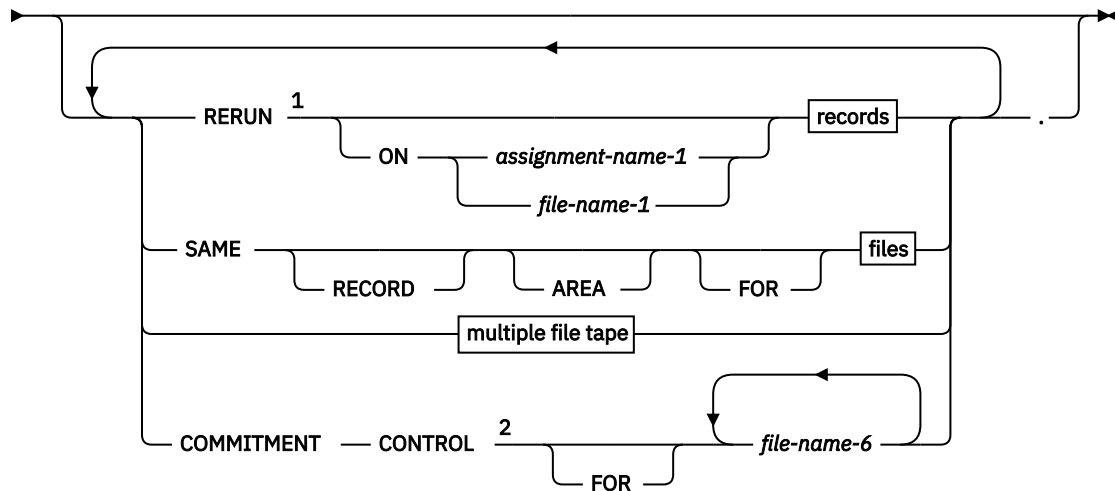 RERUN 1 records .
ON assignment-name-1
file-name-1
SAME files
RECORD AREA FOR
multiple file tape
COMMITMENT CONTROL 2 file-name-6
FOR